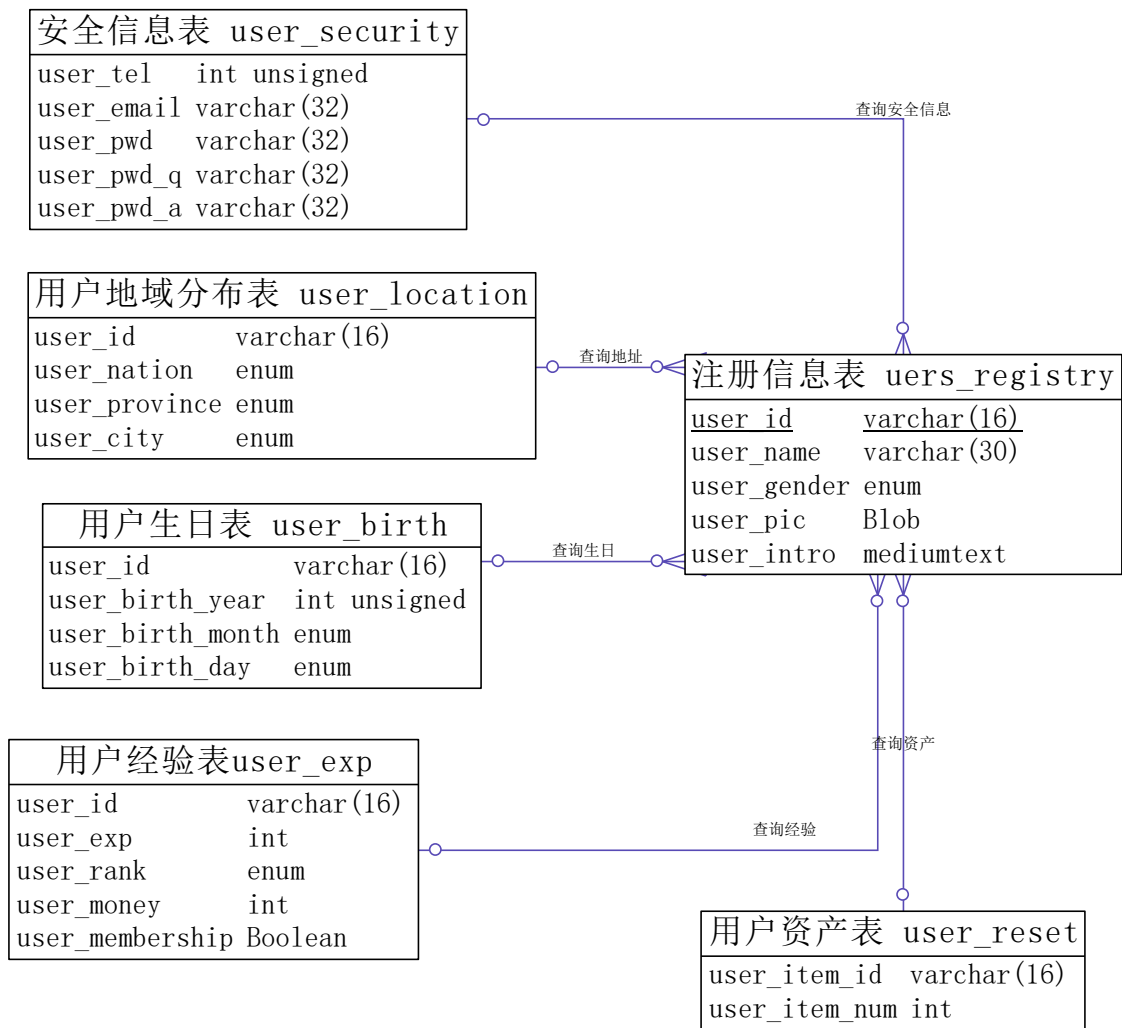 安全信息表 user_security
user_tel int unsigned
user_email varchar(32)
user_pwd varchar(32)
user_pwd_q varchar(32)
user_pwd_a varchar(32)
查询安全信息
用户地域分布表 user_location
user_id varchar(16)
user_nation enum
user_province enum
user_city enum
查询地址
注册信息表 uers_registry
user_id varchar(16)
user_name varchar(30)
user_gender enum
user_pic Blob
user_intro mediumtext
用户生日表 user_birth
user_id varchar(16)
user_birth_year int unsigned
user_birth_month enum
user_birth_day enum
查询生日
用户经验表user_exp
user_id varchar(16)
user_exp int
user_rank enum
user_money int
user_membership Boolean
查询资产
查询经验
用户资产表 user_reset
user_item_id varchar(16)
user_item_num int